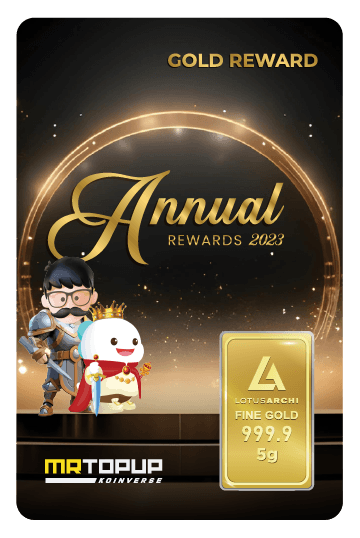 GOLD REWARD
Annual
REWARDS 2023
LOTUSARCHI
FINE GOLD
999.9
5g
MRTOPUP
KOINVERSE